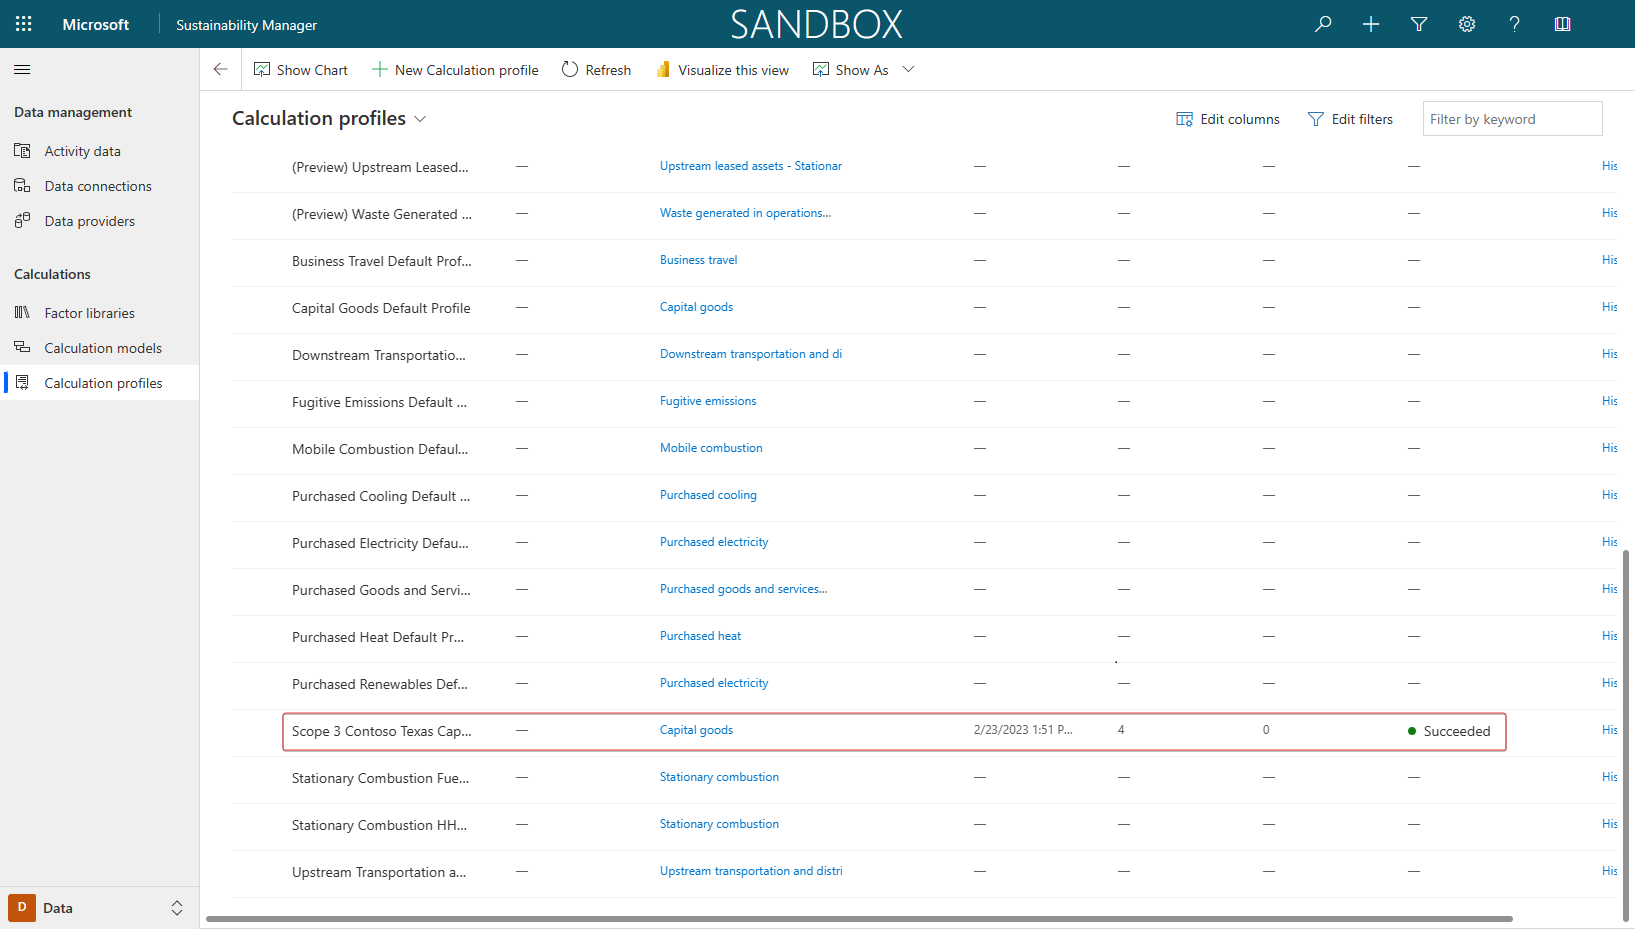 Microsoft Sustainability Manager SANDBOX
Show Chart New Calculation profile Refresh Visualize this view Show As
Data management
Activity data
Data connections
Data providers
Calculations
Factor libraries
Calculation models
Calculation profiles
Data
Calculation profiles Edit columns Edit filters Filter by keyword
(Preview) Upstream Leased... — Upstream leased assets - Stationar — — — — His
(Preview) Waste Generated ... — Waste generated in operations... — — — — His
Business Travel Default Prof... — Business travel — — — — His
Capital Goods Default Profile — Capital goods — — — — His
Downstream Transportatio... — Downstream transportation and di — — — — His
Fugitive Emissions Default ... — Fugitive emissions — — — — His
Mobile Combustion Defaul... — Mobile combustion — — — — His
Purchased Cooling Default ... — Purchased cooling — — — — His
Purchased Electricity Defau... — Purchased electricity — — — — His
Purchased Goods and Servi... — Purchased goods and services... — — — — His
Purchased Heat Default Pr... — Purchased heat — — — — His
Purchased Renewables Def... — Purchased electricity — — — — His
Scope 3 Contoso Texas Cap... — Capital goods 2/23/2023 1:51 P... 4 0 Succeeded His
Stationary Combustion Fue... — Stationary combustion — — — — His
Stationary Combustion HH... — Stationary combustion — — — — His
Upstream Transportation a... — Upstream transportation and distri — — — — His
D